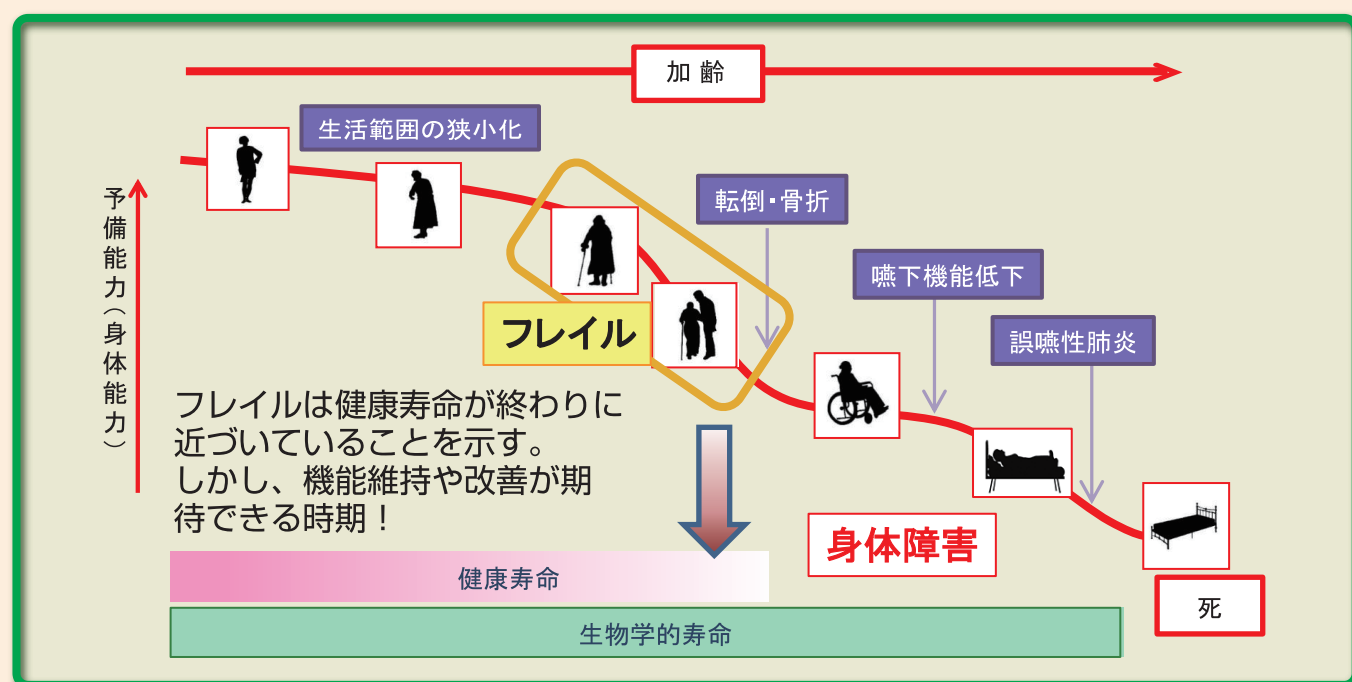 加齢
生活範囲の狭小化
予備能力（身体能力）
転倒・骨折
嚥下機能低下
誤嚥性肺炎
フレイル
フレイルは健康寿命が終わりに
近づいていることを示す。
しかし、機能維持や改善が期
待できる時期！
身体障害
健康寿命
死
生物学的寿命